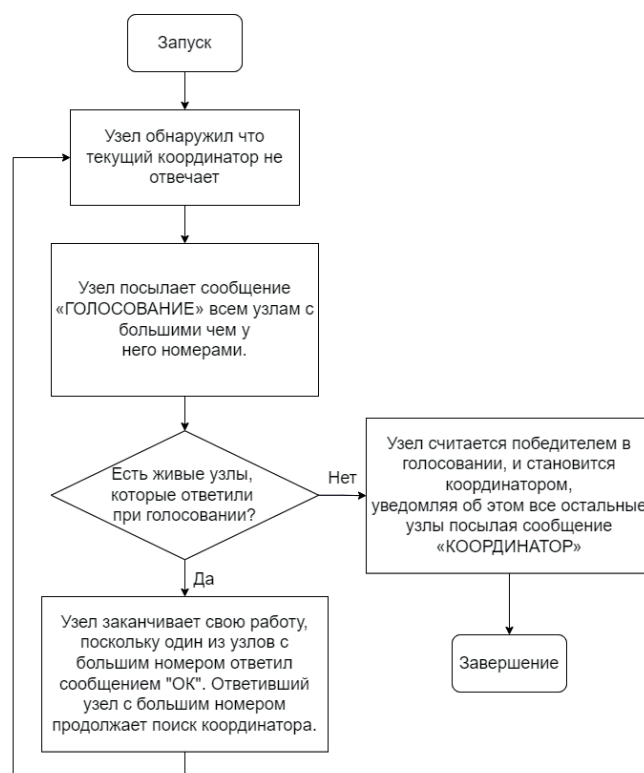 Запуск
Узел обнаружил что
текущий координатор не
отвечает
Узел посылает сообщение
«ГОЛОСОВАНИЕ» всем узлам с
большими чем у
него номерами.
Есть живые узлы,
которые ответили
при голосовании?
Нет
Узел считается победителем в
голосовании, и становится
координатором,
уведомляя об этом все остальные
узлы посылая сообщение
«КООРДИНАТОР»
Да
Узел заканчивает свою работу,
поскольку один из узлов с
большим номером ответил
сообщением "ОК". Ответивший
узел с большим номером
продолжает поиск координатора.
Завершение